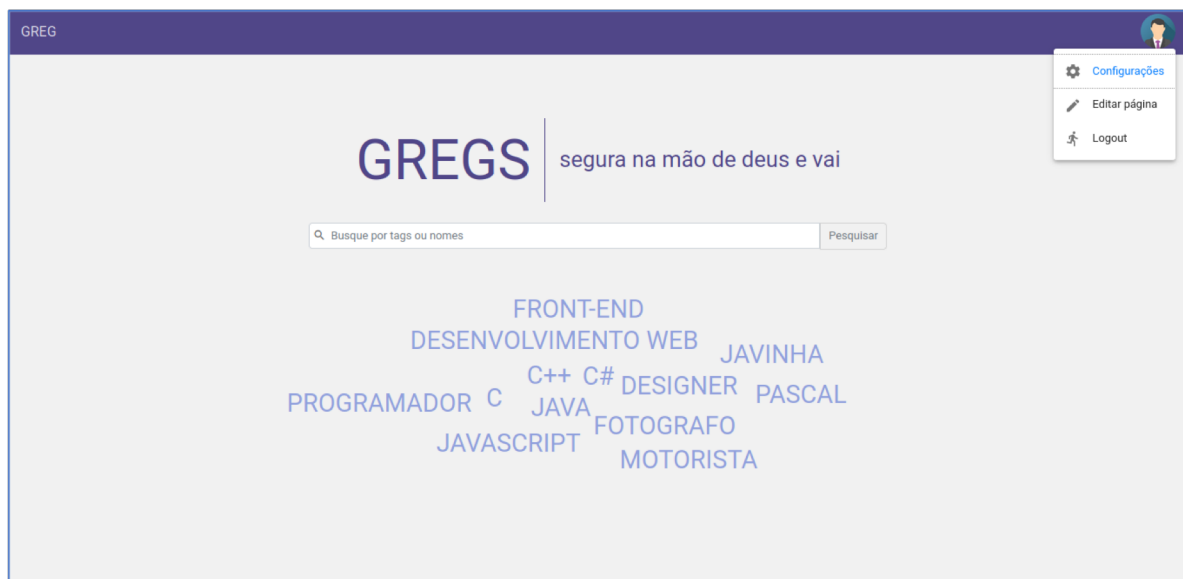 GREG
Configurações
Editar página
Logout
GREGS
segura na mão de deus e vai
Busque por tags ou nomes
Pesquisar
FRONT-END
DESENVOLVIMENTO WEB
JAVINHA
C++
C#
DESIGNER
PASCAL
PROGRAMADOR
C
JAVA
FOTOGRAFO
JAVASCRIPT
MOTORISTA